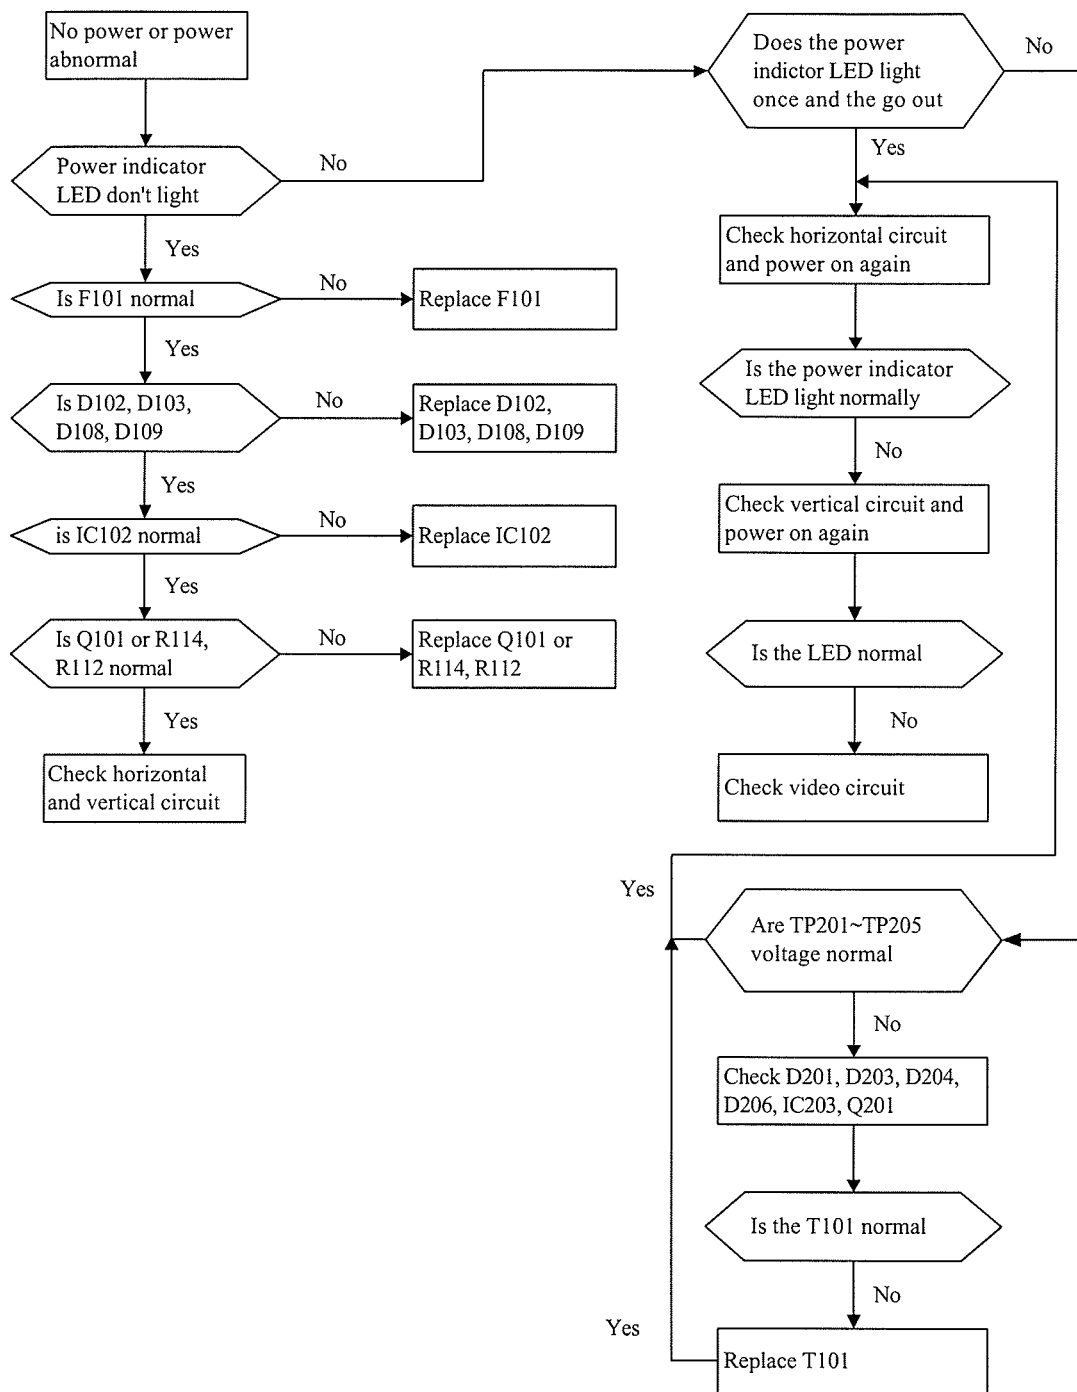 No power or power
abnormal
Power indicator
LED don't light
No
Yes
Is F101 normal
No
Replace F101
Yes
Is D102, D103,
D108, D109
No
Replace D102,
D103, D108, D109
Yes
is IC102 normal
No
Replace IC102
Yes
Is Q101 or R114,
R112 normal
No
Replace Q101 or
R114, R112
Yes
Check horizontal
and vertical circuit
Does the power
indictor LED light
once and the go out
No
Yes
Check horizontal circuit
and power on again
Is the power indicator
LED light normally
No
Check vertical circuit and
power on again
Is the LED normal
No
Check video circuit
Yes
Are TP201~TP205
voltage normal
No
Check D201, D203, D204,
D206, IC203, Q201
Is the T101 normal
No
Yes
Replace T101